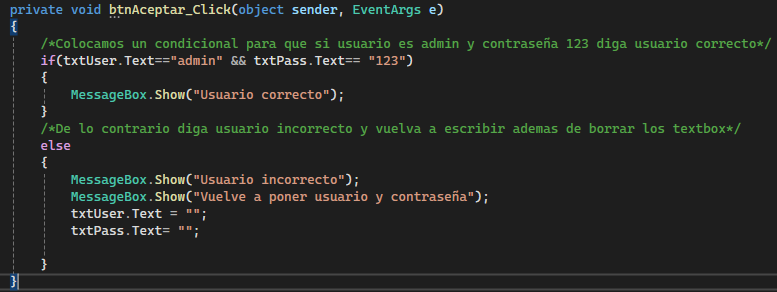 private void btnAceptar_Click(object sender, EventArgs e)
{
/*Colocamos un condicional para que si usuario es admin y contraseña 123 diga usuario correcto*/
if(txtUser.Text=="admin" && txtPass.Text== "123")
{
MessageBox.Show("Usuario correcto");
}
/*De lo contrario diga usuario incorrecto y vuelva a escribir ademas de borrar los textbox*/
else
{
MessageBox.Show("Usuario incorrecto");
MessageBox.Show("Vuelve a poner usuario y contraseña");
txtUser.Text = "";
txtPass.Text= "";
}
}